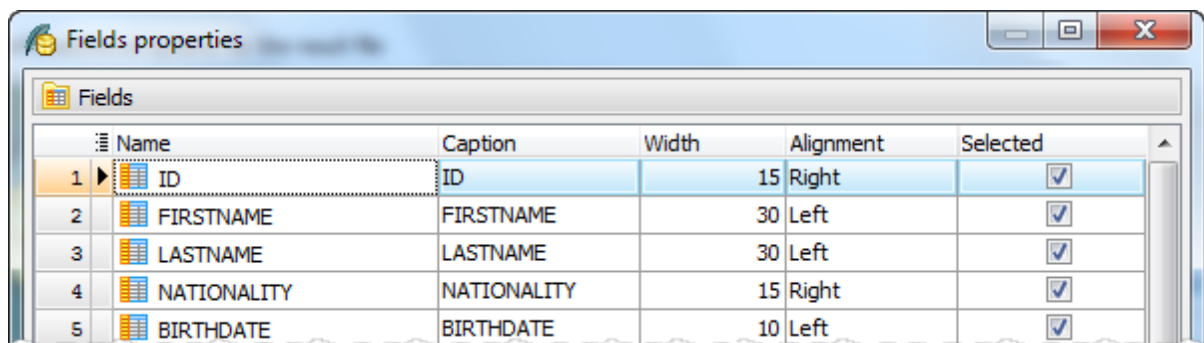 Fields properties
Fields
Name Caption Width Alignment Selected
1 ID ID 15 Right
2 FIRSTNAME FIRSTNAME 30 Left
3 LASTNAME LASTNAME 30 Left
4 NATIONALITY NATIONALITY 15 Right
5 BIRTHDATE BIRTHDATE 10 Left